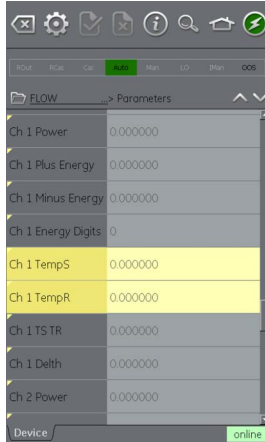 ROut RCas Cas Auto Man LO IMan OOS
FLOW ...> Parameters
Ch 1 Power 0.000000
Ch 1 Plus Energy 0.000000
Ch 1 Minus Energy 0.000000
Ch 1 Energy Digits 0
Ch 1 TempS 0.000000
Ch 1 TempR 0.000000
Ch 1 TS TR 0.000000
Ch 1 Delth 0.000000
Ch 2 Power 0.000000
Device online